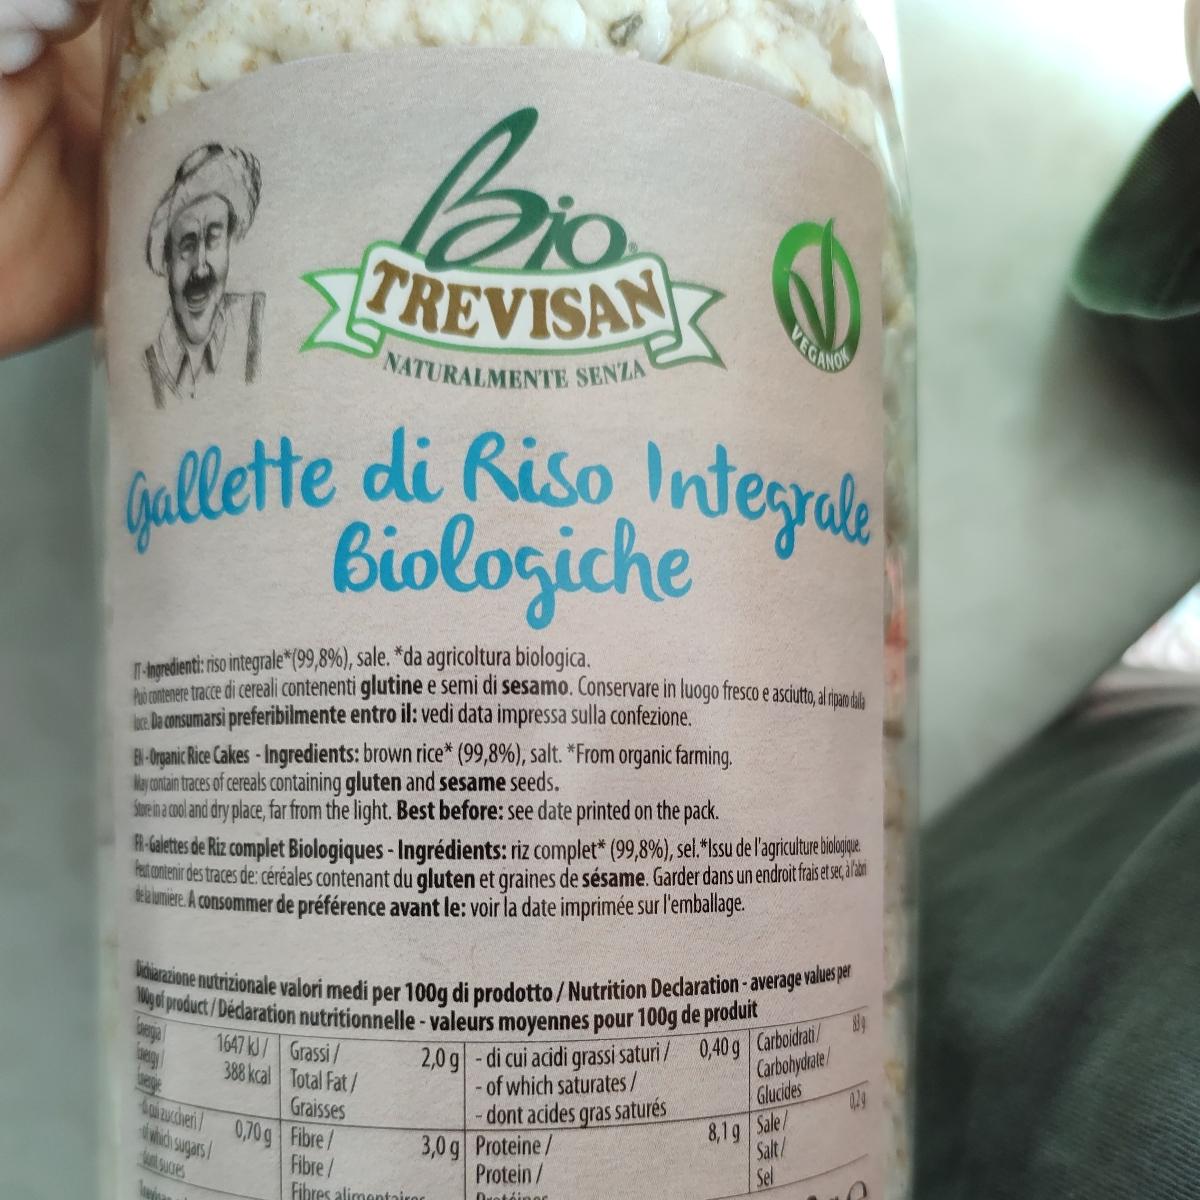 Bio
TREVISAN
NATURALMENTE SENZA
VEGANOK
Gallette di Riso Integrale
Biologiche
IT-Ingredienti: riso integrale*(99,8%), sale. *da agricoltura biologica.
Può contenere tracce di cereali contenenti glutine e semi di sesamo. Conservare in luogo fresco e asciutto, al riparo dalla
luce. Da consumarsi preferibilmente entro il: vedi data impressa sulla confezione.
EN-Organic Rice Cakes - Ingredients: brown rice* (99,8%), salt. *From organic farming.
May contain traces of cereals containing gluten and sesame seeds.
Store in a cool and dry place, far from the light. Best before: see date printed on the pack.
FR-Galettes de Riz complet Biologiques - Ingrédients: riz complet* (99,8%), sel.*Issu de l'agriculture biologique.
Peut contenir des traces de: céréales contenant du gluten et graines de sésame. Garder dans un endroit frais et sec, à l'abri
de la lumière. A consommer de préférence avant le: voir la date imprimée sur l'emballage.
Dichiarazione nutrizionale valori medi per 100g di prodotto / Nutrition Declaration - average values per
100g of product / Déclaration nutritionnelle - valeurs moyennes pour 100g de produit
Energia / 1647 kJ / Grassi / 2,0 g - di cui acidi grassi saturi / 0,40 g Carboidrati / 83 g
Energy / 388 kcal Total Fat / - of which saturates / Carbohydrate /
Energie Graisses - dont acides gras saturés Glucides
- di cui zuccheri / 0,70 g Fibre / 3,0 g Proteine / 8,1 g Sale / 0,2 g
- of which sugars / Fibre / Protein / Salt /
- dont sucres Fibres alimentaires Protéines Sel